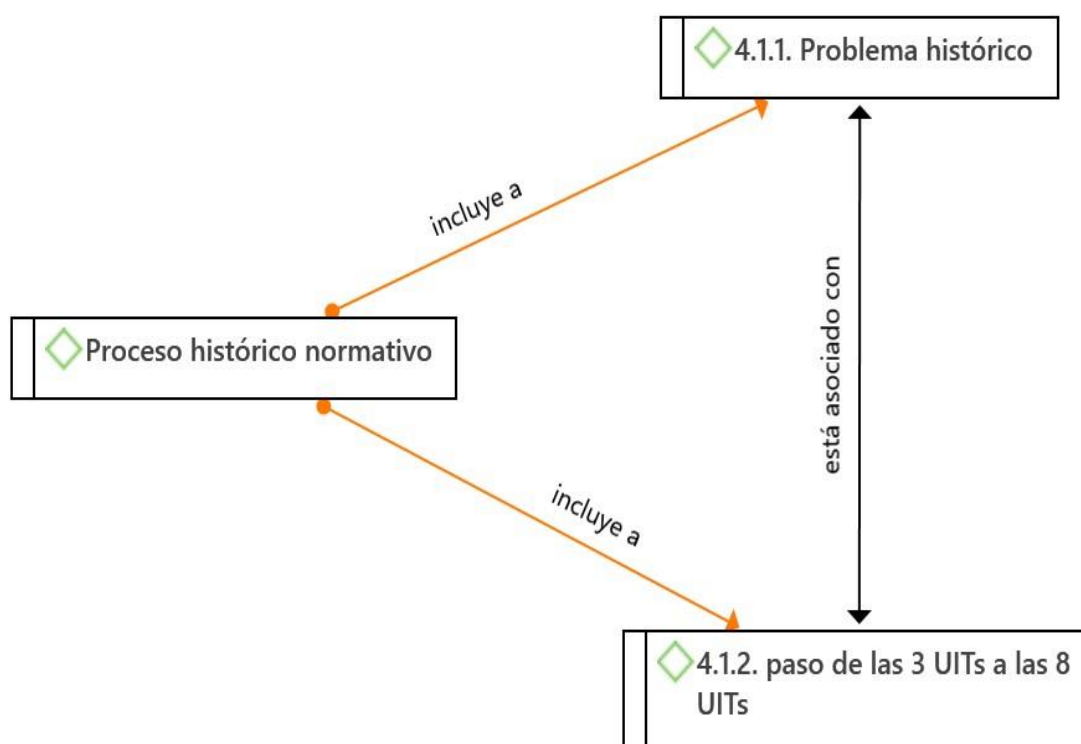 4.1.1. Problema histórico
incluye a
Proceso histórico normativo
está asociado con
incluye a
4.1.2. paso de las 3 UITs a las 8
UITs